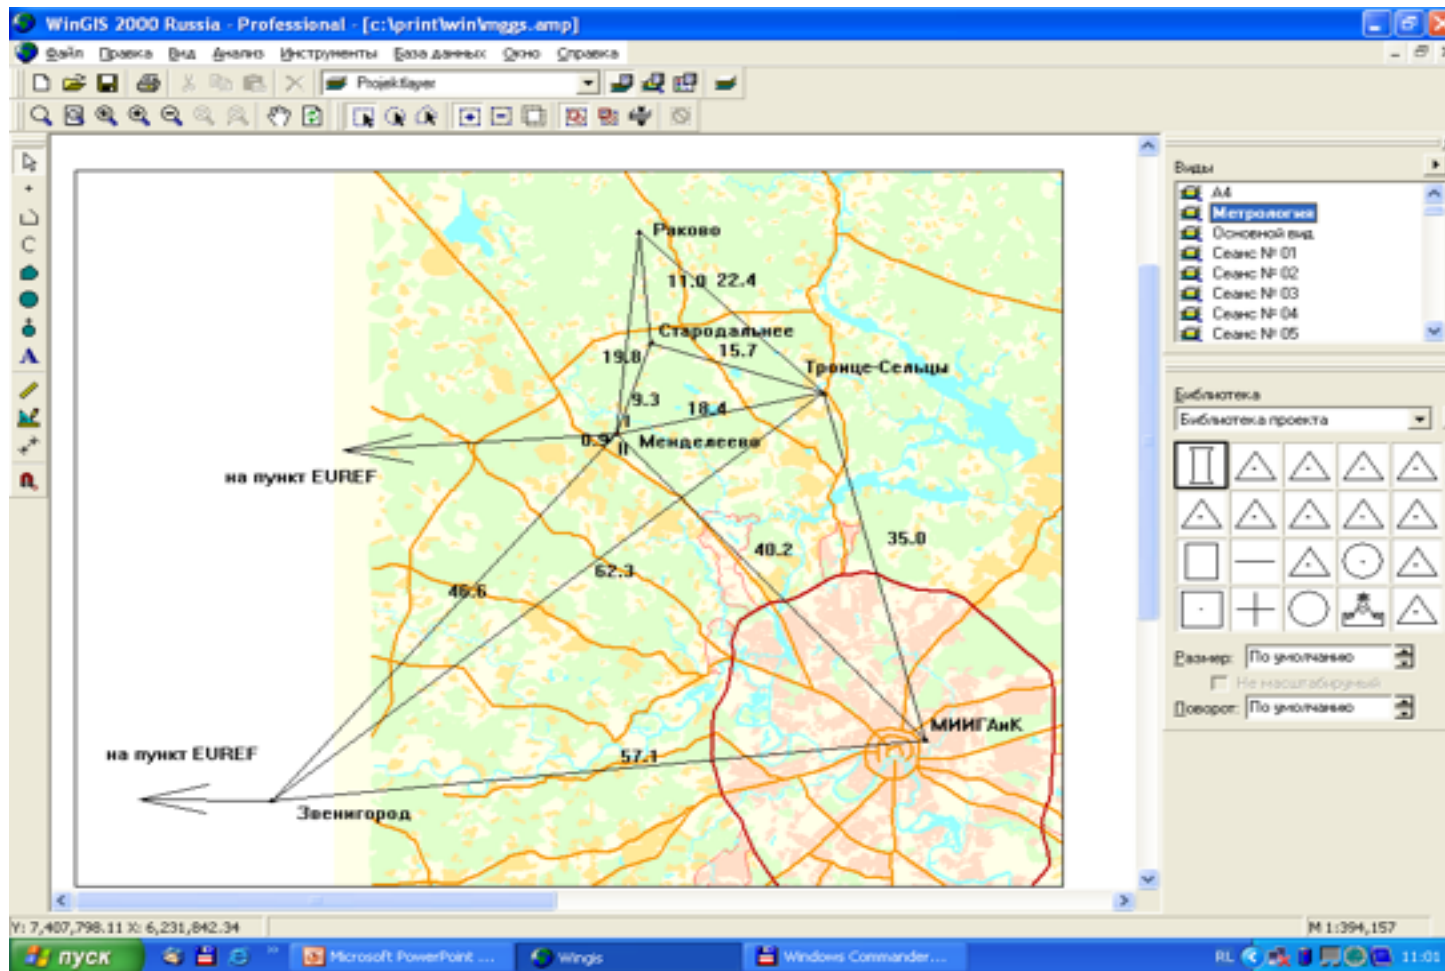 WinGIS 2000 Russia - Professional - [c:\print\win\mggs.amp]
Файл Правка Вид Анализ Инструменты База данных Окно Справка
Projektlayer
Виды
A4
Метрология
Основной вид
Сеанс № 01
Сеанс № 02
Сеанс № 03
Сеанс № 04
Сеанс № 05
Раково
11.0 22.4
Стародальнее
19.8
15.7
Троице-Сельцы
9.3
18.4
I
0.9
II
Менделеево
на пункт EUREF
40.2
35.0
62.3
46.6
МИИГАиК
на пункт EUREF
57.1
Звенигород
Библиотека
Библиотека проекта
Размер: По умолчанию
Не масштабируемый
Поворот: По умолчанию
Y: 7,407,798.11 X: 6,231,842.34
M 1:394,157
пуск
Microsoft PowerPoint ...
Wingis
Windows Commander...
RL
11:01